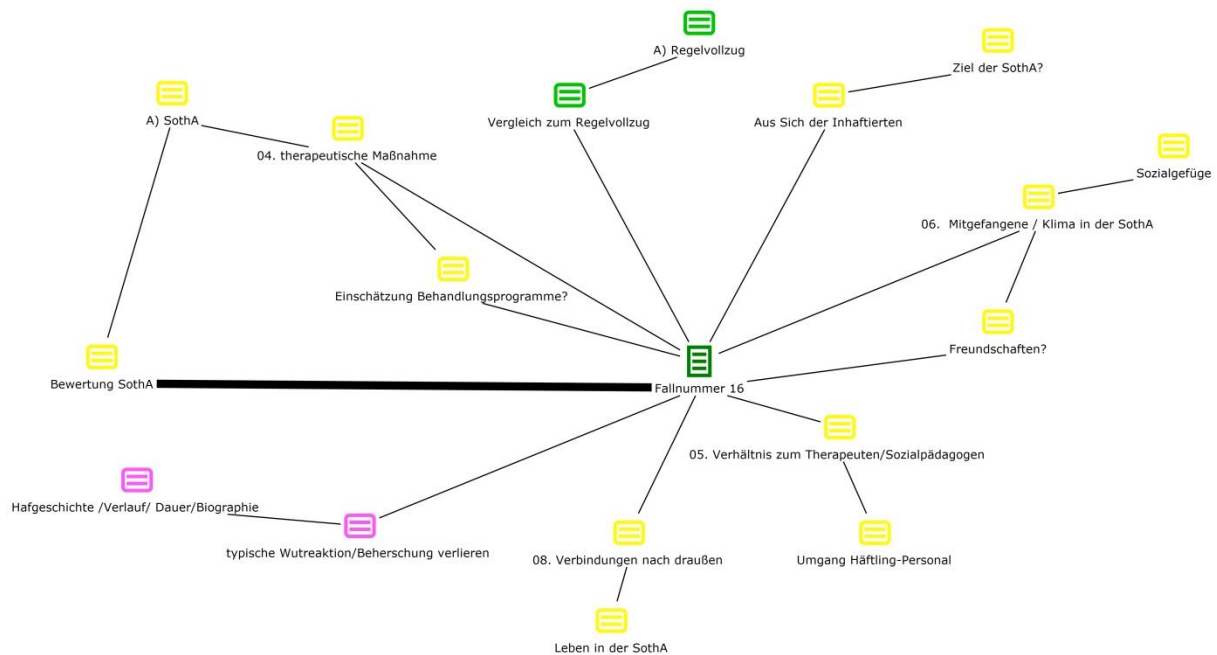 A) Regelvollzug
Ziel der SothA?
A) SothA
Vergleich zum Regelvollzug
Aus Sich der Inhaftierten
04. therapeutische Maßnahme
Sozialgefüge
06. Mitgefangene / Klima in der SothA
Einschätzung Behandlungsprogramme?
Freundschaften?
Bewertung SothA
Fallnummer 16
05. Verhältnis zum Therapeuten/Sozialpädagogen
Hafgeschichte /Verlauf/ Dauer/Biographie
typische Wutreaktion/Beherschung verlieren
08. Verbindungen nach draußen
Umgang Häftling-Personal
Leben in der SothA